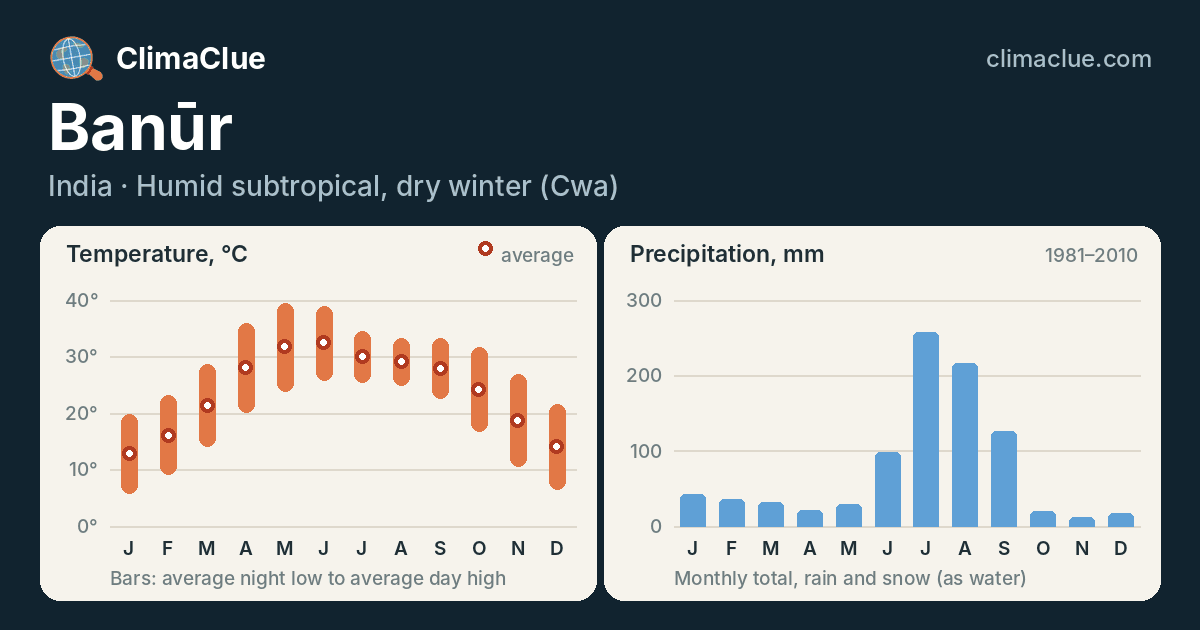 ClimaClue
climaclue.com
Banūr
India · Humid subtropical, dry winter (Cwa)
Temperature, °C
average
40°
30°
20°
10°
0°
J F M A M J J A S O N D
Bars: average night low to average day high
Precipitation, mm
1981–2010
300
200
100
0
J F M A M J J A S O N D
Monthly total, rain and snow (as water)